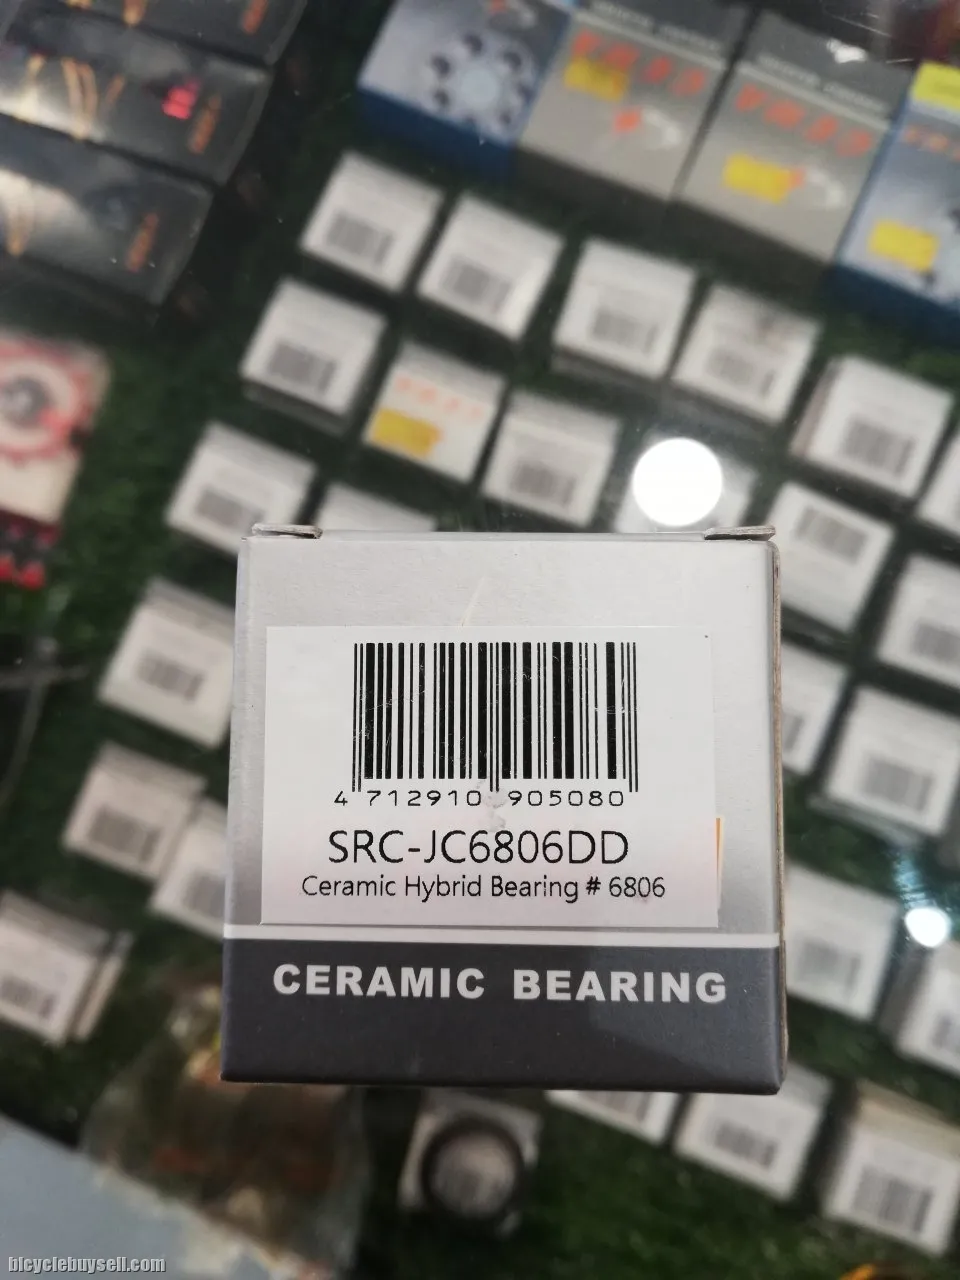 4 712910 905080
SRC-JC6806DD
Ceramic Hybrid Bearing # 6806
CERAMIC BEARING
bicyclebuysell.com